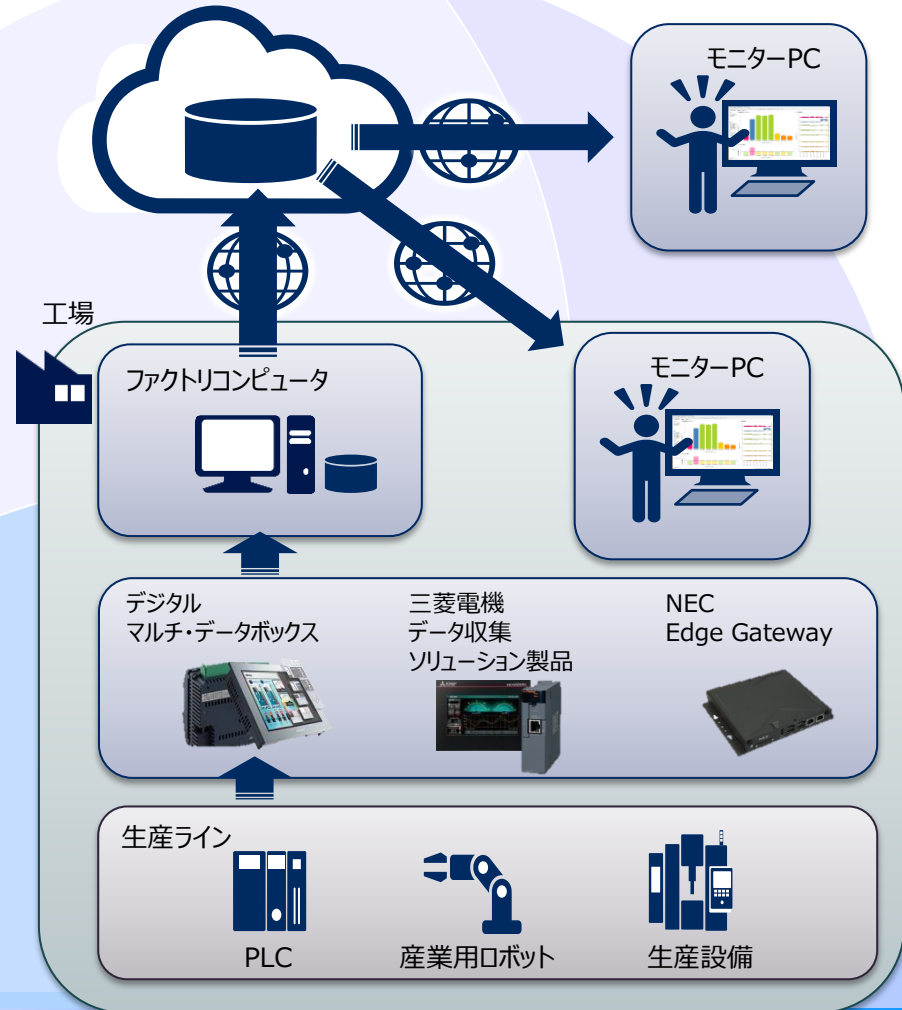 モニターPC
工場
ファクトリコンピュータ
モニターPC
デジタル
マルチ・データボックス
三菱電機
データ収集
ソリューション製品
NEC
Edge Gateway
生産ライン
PLC
産業用ロボット
生産設備